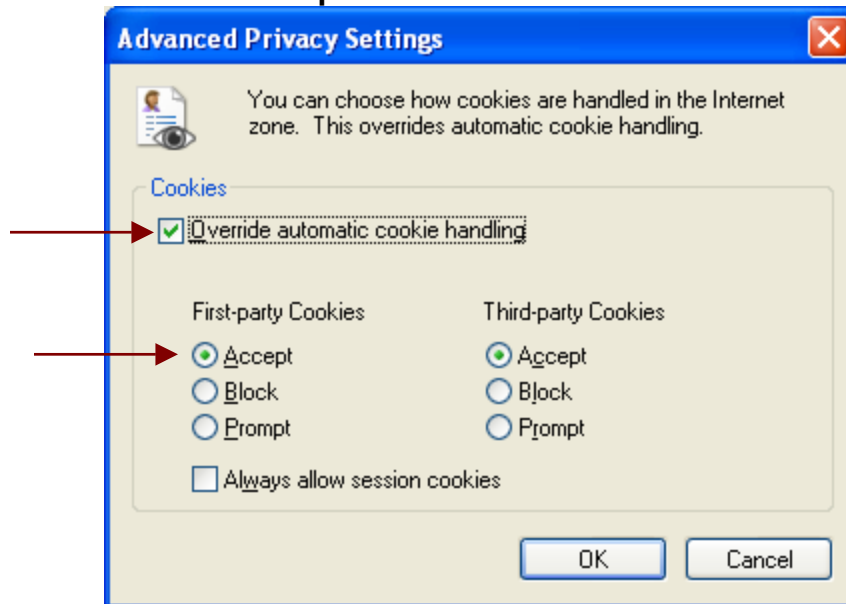 Advanced Privacy Settings
You can choose how cookies are handled in the Internet
zone. This overrides automatic cookie handling.
Cookies
Override automatic cookie handling
First-party Cookies
Third-party Cookies
Accept
Accept
Block
Block
Prompt
Prompt
Always allow session cookies
OK
Cancel